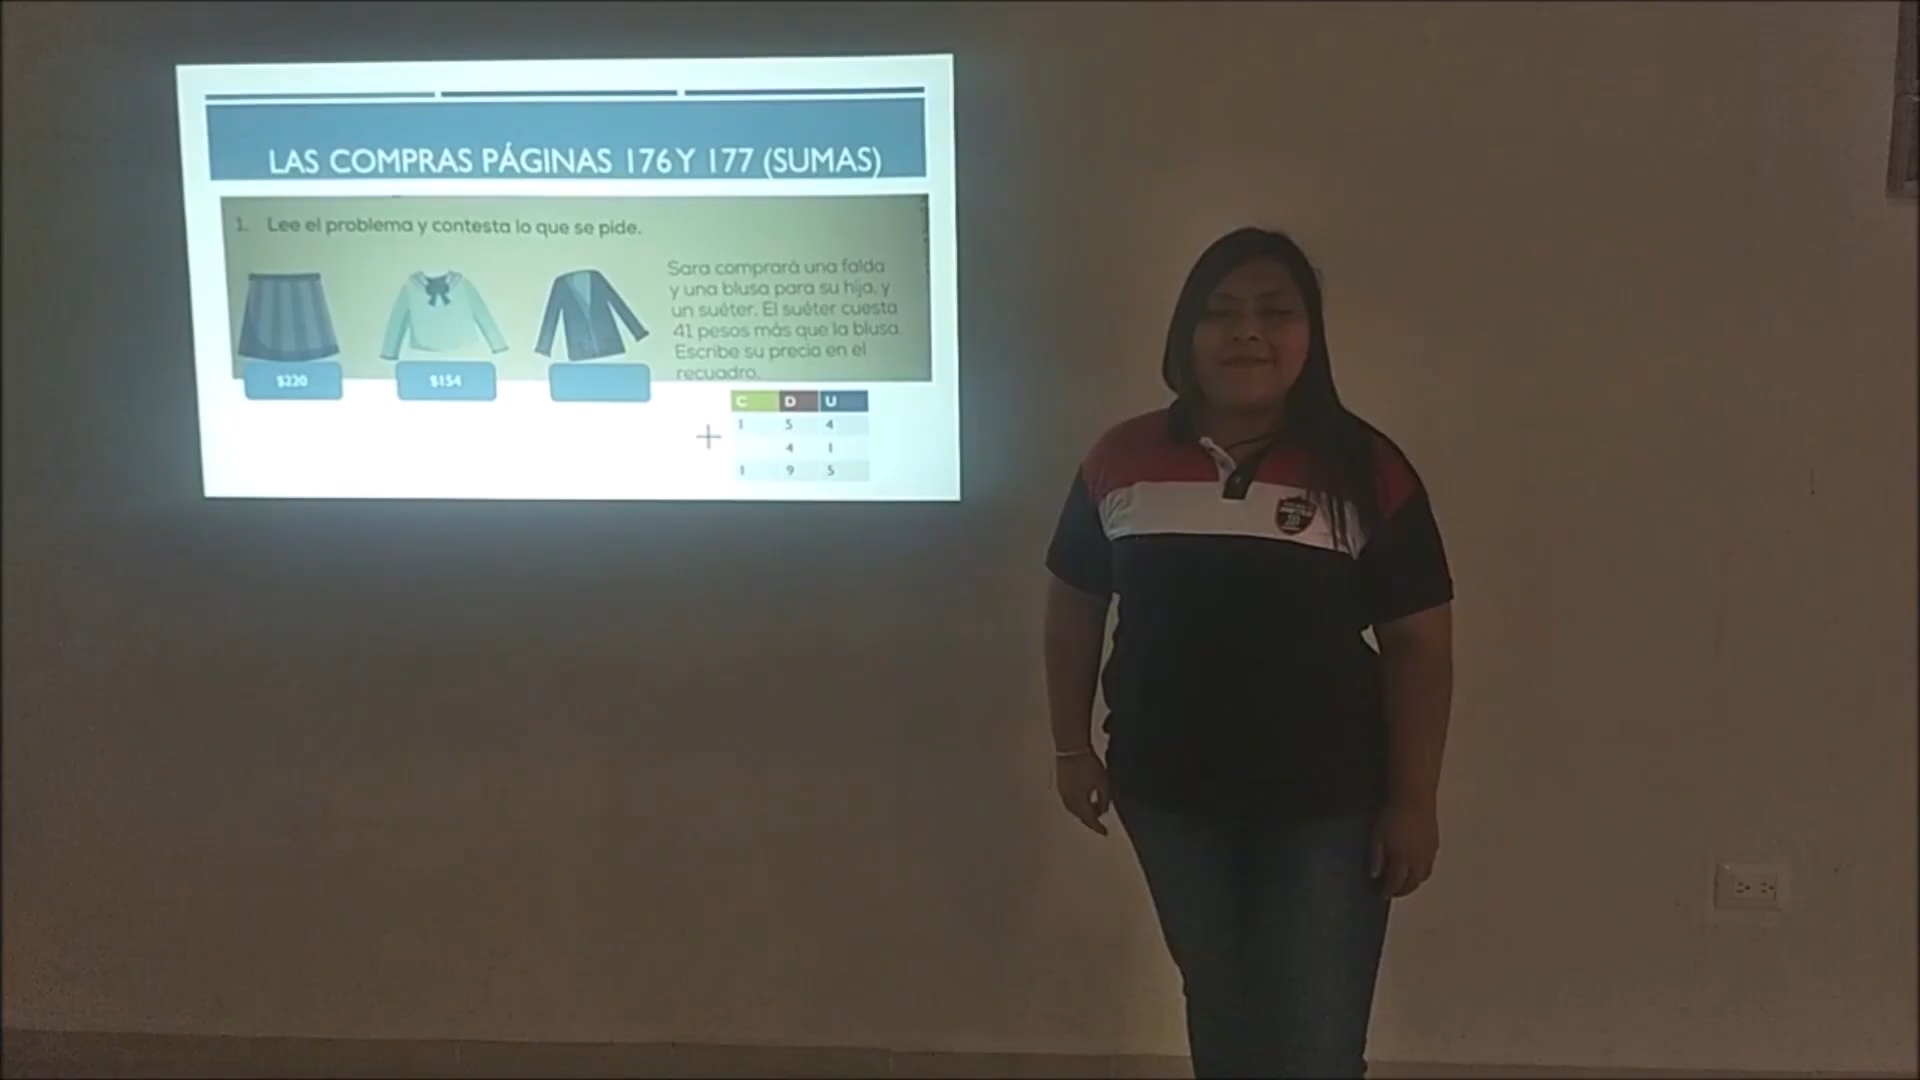 LAS COMPRAS PÁGINAS 176 Y 177 (SUMAS)
1. Lee el problema y contesta lo que se pide.
Sara comprará una falda
y una blusa para su hija, y
un suéter. El suéter cuesta
41 pesos más que la blusa.
Escribe su precio en el
recuadro.
$220
$154
C D U
1 5 4
+ 4 1
1 9 5